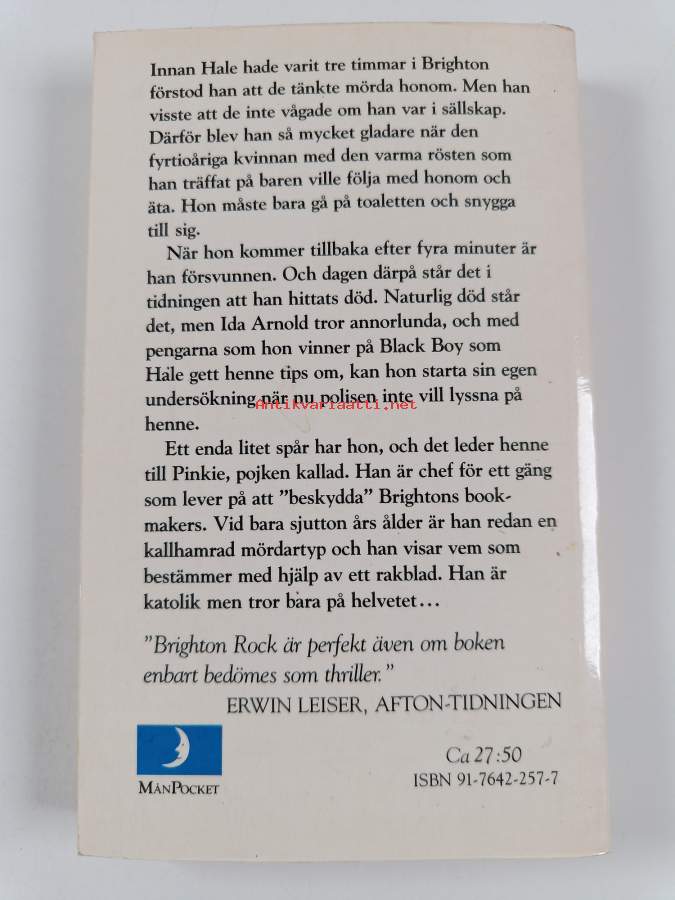 Innan Hale hade varit tre timmar i Brighton
förstod han att de tänkte mörda honom. Men han
visste att de inte vågade om han var i sällskap.
Därför blev han så mycket gladare när den
fyrtioåriga kvinnan med den varma rösten som
han träffat på baren ville följa med honom och
äta. Hon måste bara gå på toaletten och snygga
till sig.
När hon kommer tillbaka efter fyra minuter är
han försvunnen. Och dagen därpå står det i
tidningen att han hittats död. Naturlig död står
det, men Ida Arnold tror annorlunda, och med
pengarna som hon vinner på Black Boy som
Hale gett henne tips om, kan hon starta sin egen
undersökning när nu polisen inte vill lyssna på
Antikvariaatti.net
henne.
Ett enda litet spår har hon, och det leder henne
till Pinkie, pojken kallad. Han är chef för ett gäng
som lever på att ”beskydda” Brightons book-
makers. Vid bara sjutton års ålder är han redan en
kallhamrad mördartyp och han visar vem som
bestämmer med hjälp av ett rakblad. Han är
katolik men tror bara på helvetet...
”Brighton Rock är perfekt även om boken
enbart bedömes som thriller.”
ERWIN LEISER, AFTON-TIDNINGEN
MÅNPOCKET
Ca 27:50
ISBN 91-7642-257-7